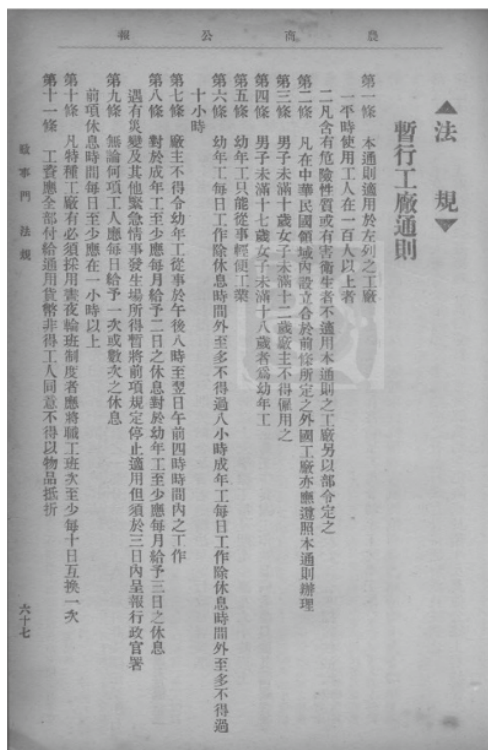 農商公報
▲法規▼
暫行工廠通則
第一條　本通則適用於左列之工廠
一平時使用工人在一百人以上者
二凡含有危險性質或有害衛生者不適用本通則之工廠另以部令定之
第二條　凡在中華民國領域內設立合於前條所定之外國工廠亦應遵照本通則辦理
第三條　男子未滿十歲女子未滿十二歲廠主不得僱用之
第四條　男子未滿十七歲女子未滿十八歲者爲幼年工
第五條　幼年工只能從事輕便工業
第六條　幼年工每日工作除休息時間外至多不得過八小時成年工每日工作除休息時間外至多不得過
十小時
第七條　廠主不得令幼年工從事於午後八時至翌日午前四時時間內之工作
第八條　對於成年工至少應每月給予二日之休息對於幼年工至少應每月給予三日之休息
遇有災變及其他緊急情事發生場所得暫將前項規定停止適用但須於三日內呈報行政官署
第九條　無論何項工人應每日給予一次或數次之休息
前項休息時間每日至少應在一小時以上
第十條　凡特種工廠有必須採用晝夜輪班制度者應將職工班次至少每十日互換一次
第十一條　工資應全部付給通用貨幣非得工人同意不得以物品抵折
政事門　法規
六十七